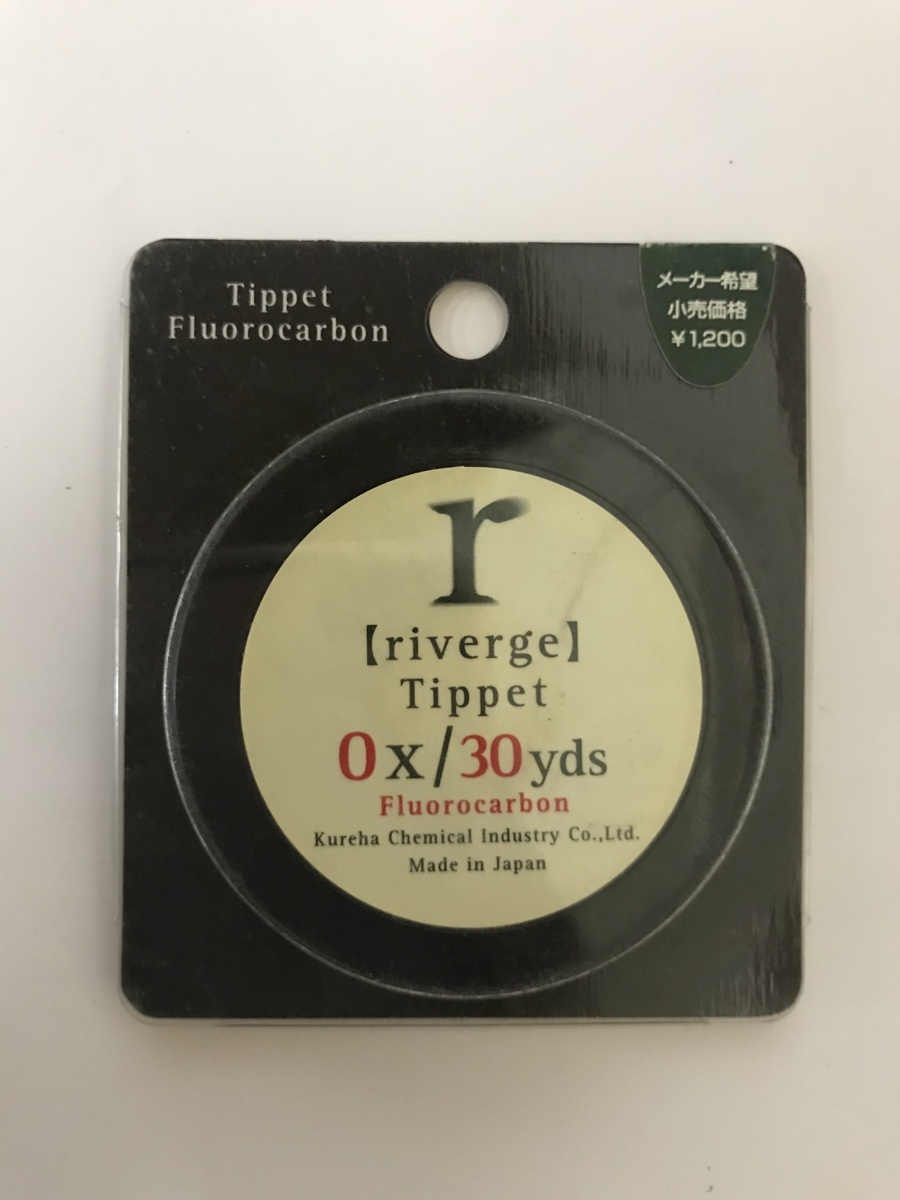 Tippet
Fluorocarbon
メーカー希望
小売価格
¥1,200
r
【riverge】
Tippet
0x/30yds
Fluorocarbon
Kureha Chemical Industry Co.,Ltd.
Made in Japan